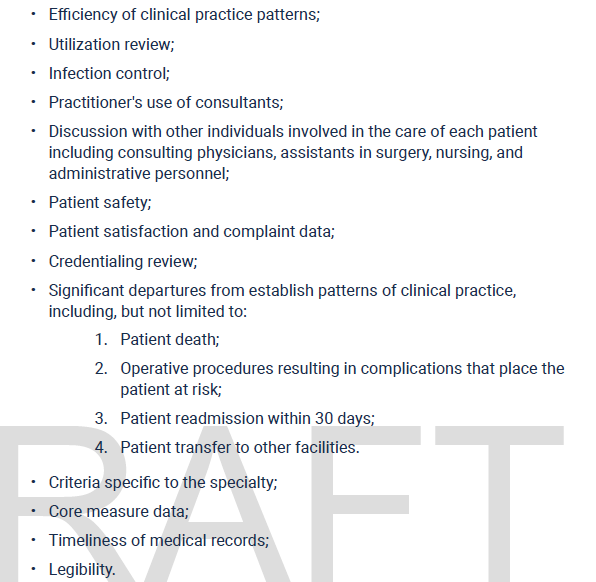 • Efficiency of clinical practice patterns;
• Utilization review;
• Infection control;
• Practitioner's use of consultants;
• Discussion with other individuals involved in the care of each patient
including consulting physicians, assistants in surgery, nursing, and
administrative personnel;
• Patient safety;
• Patient satisfaction and complaint data;
• Credentialing review;
• Significant departures from establish patterns of clinical practice,
including, but not limited to:
1. Patient death;
2. Operative procedures resulting in complications that place the
patient at risk;
3. Patient readmission within 30 days;
4. Patient transfer to other facilities.
• Criteria specific to the specialty;
• Core measure data;
• Timeliness of medical records;
• Legibility.
RAFT